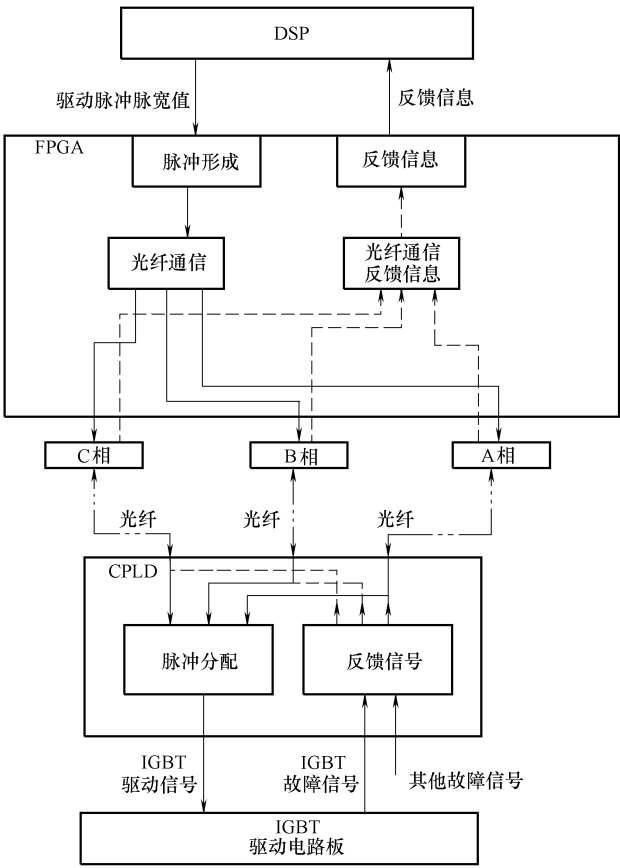 DSP
驱动脉冲脉宽值
反馈信息
FPGA
脉冲形成
反馈信息
光纤通信
光纤通信
反馈信息
C相
B相
A相
光纤
光纤
光纤
CPLD
脉冲分配
反馈信号
IGBT
驱动信号
IGBT
故障信号
其他故障信号
IGBT
驱动电路板